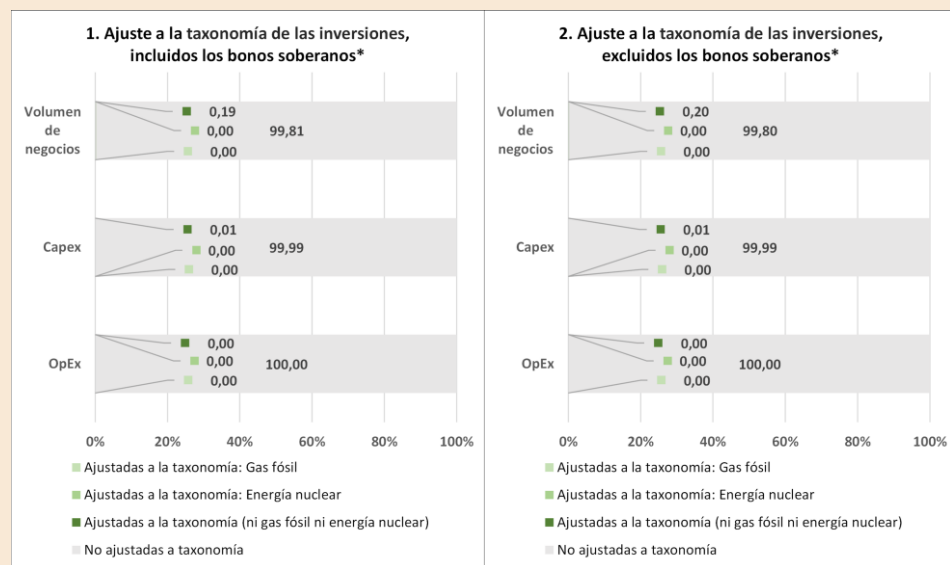 1. Ajuste a la taxonomía de las inversiones,
incluidos los bonos soberanos*
Volumen
de
negocios
0,19
0,00
99,81
0,00
Capex
0,01
0,00
99,99
0,00
OpEx
0,00
0,00
100,00
0,00
0%
20%
40%
60%
80%
100%
Ajustadas a la taxonomía: Gas fósil
Ajustadas a la taxonomía: Energía nuclear
Ajustadas a la taxonomía (ni gas fósil ni energía nuclear)
No ajustadas a taxonomía
2. Ajuste a la taxonomía de las inversiones,
excluidos los bonos soberanos*
Volumen
de
negocios
0,20
0,00
99,80
0,00
Capex
0,01
0,00
99,99
0,00
OpEx
0,00
0,00
100,00
0,00
0%
20%
40%
60%
80%
100%
Ajustadas a la taxonomía: Gas fósil
Ajustadas a la taxonomía: Energía nuclear
Ajustadas a la taxonomía (ni gas fósil ni energía nuclear)
No ajustadas a taxonomía